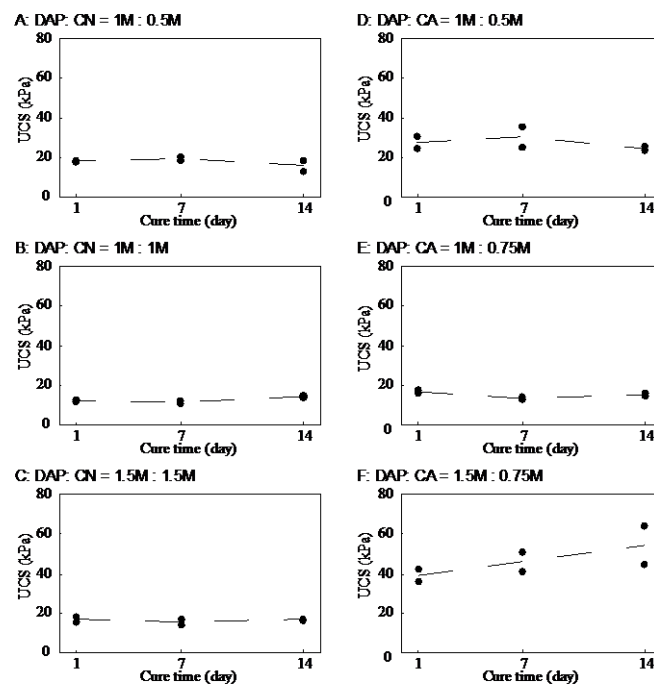 A: DAP: CN = 1M : 0.5M
80
60
40
20
0
UCS (kPa)
1 7 14
Cure time (day)
D: DAP: CA = 1M : 0.5M
80
60
40
20
0
UCS (kPa)
1 7 14
Cure time (day)
B: DAP: CN = 1M : 1M
80
60
40
20
0
UCS (kPa)
1 7 14
Cure time (day)
E: DAP: CA = 1M : 0.75M
80
60
40
20
0
UCS (kPa)
1 7 14
Cure time (day)
C: DAP: CN = 1.5M : 1.5M
80
60
40
20
0
UCS (kPa)
1 7 14
Cure time (day)
F: DAP: CA = 1.5M : 0.75M
80
60
40
20
0
UCS (kPa)
1 7 14
Cure time (day)